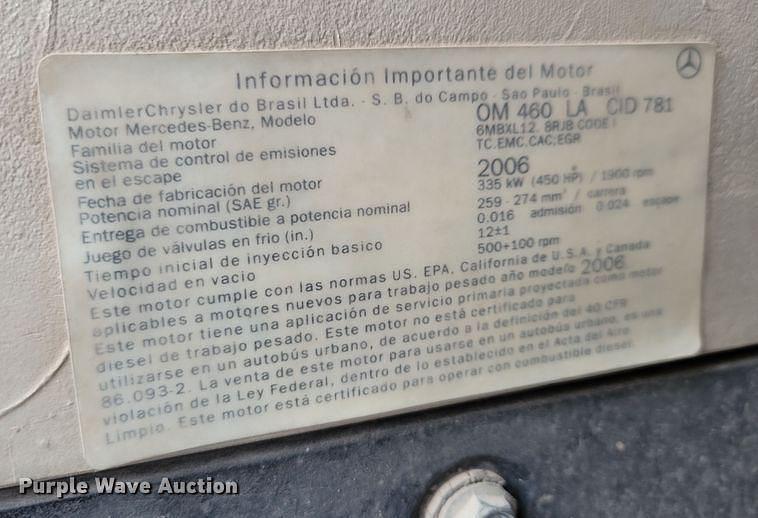 Información Importante del Motor
DaimlerChrysler do Brasil Ltda. - S. B. do Campo - Sao Paulo - Brasil
Motor Mercedes-Benz, Modelo OM 460 LA CID 781
Familia del motor 6MBXL12. 8RJB CODE I
Sistema de control de emisiones TC.EMC.CAC;EGR
en el escape
Fecha de fabricación del motor 2006
Potencia nominal (SAE gr.) 335 kW (450 HP) / 1900 rpm
Entrega de combustible a potencia nominal 259 - 274 mm³ / carrera
Juego de válvulas en frio (in.) 0.016 admisión 0.024 escape
Tiempo inicial de inyección basico 12±1
Velocidad en vacio 500+100 rpm
Este motor cumple con las normas US. EPA, California de U.S.A. y Canada
aplicables a motores nuevos para trabajo pesado año modelo 2006
Este motor tiene una aplicación de servicio primaria proyectada como motor
diesel de trabajo pesado. Este motor no está certificado para
utilizarse en un autobús urbano, de acuerdo a la definición del 40 CFR
86.093-2. La venta de este motor para usarse en un autobús urbano, es una
violación de la Ley Federal, dentro de lo establecido en el Acta del Aire
Limpio. Este motor está certificado para operar con combustible diesel.
Purple Wave Auction